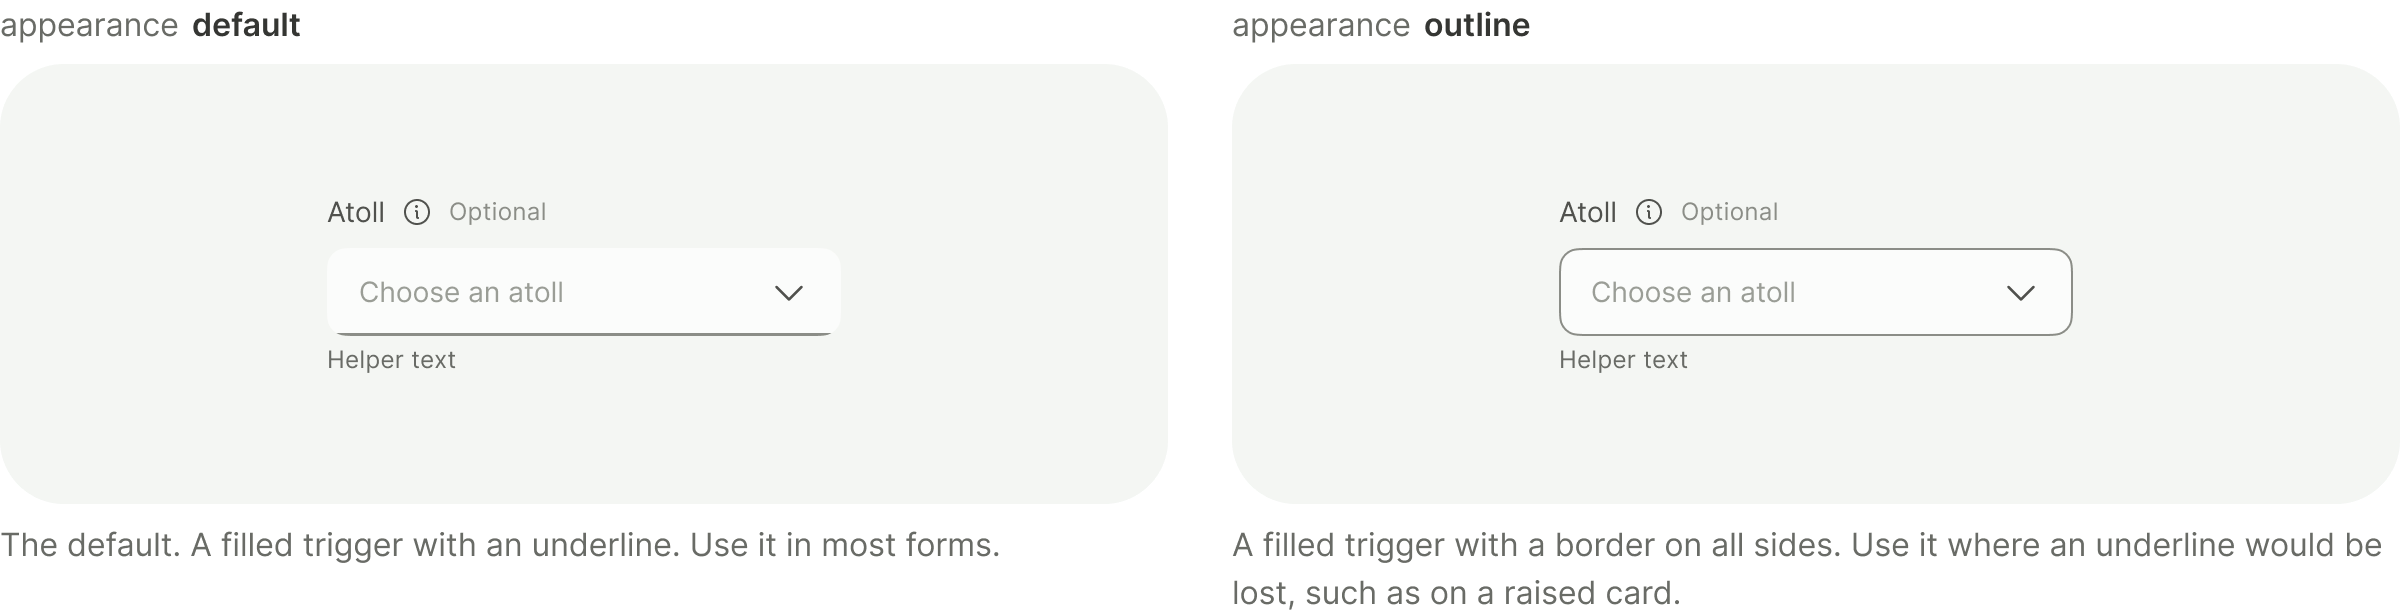 appearance default
Atoll Optional
Choose an atoll
Helper text
The default. A filled trigger with an underline. Use it in most forms.
appearance outline
Atoll Optional
Choose an atoll
Helper text
A filled trigger with a border on all sides. Use it where an underline would be
lost, such as on a raised card.